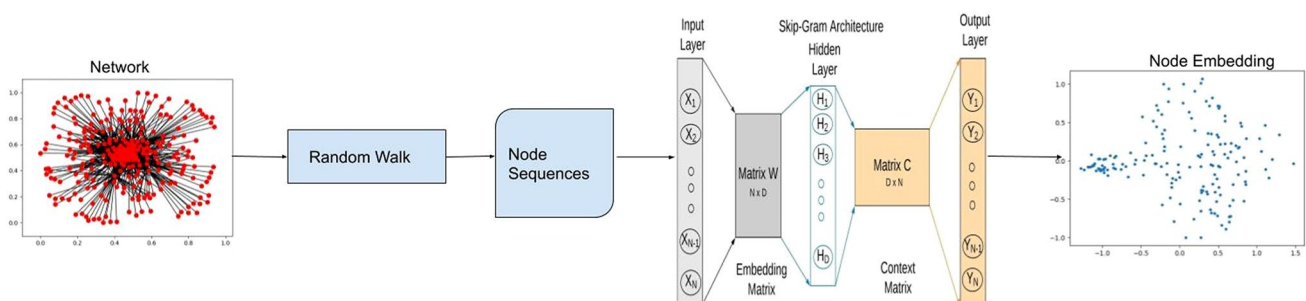 Network
1.0
0.8
0.6
0.4
0.2
0.0
0.0 0.2 0.4 0.6 0.8 1.0
Random Walk
Node
Sequences
Skip-Gram Architecture
Input
Layer
X1
X2
XN-1
XN
Matrix W
N x D
Embedding
Matrix
Hidden
Layer
H1
H2
H3
HD
Matrix C
D x N
Context
Matrix
Output
Layer
Y1
Y2
YN-1
YN
Node Embedding
1.0
0.5
0.0
−0.5
−1.0
−1.0 −0.5 0.0 0.5 1.0 1.5